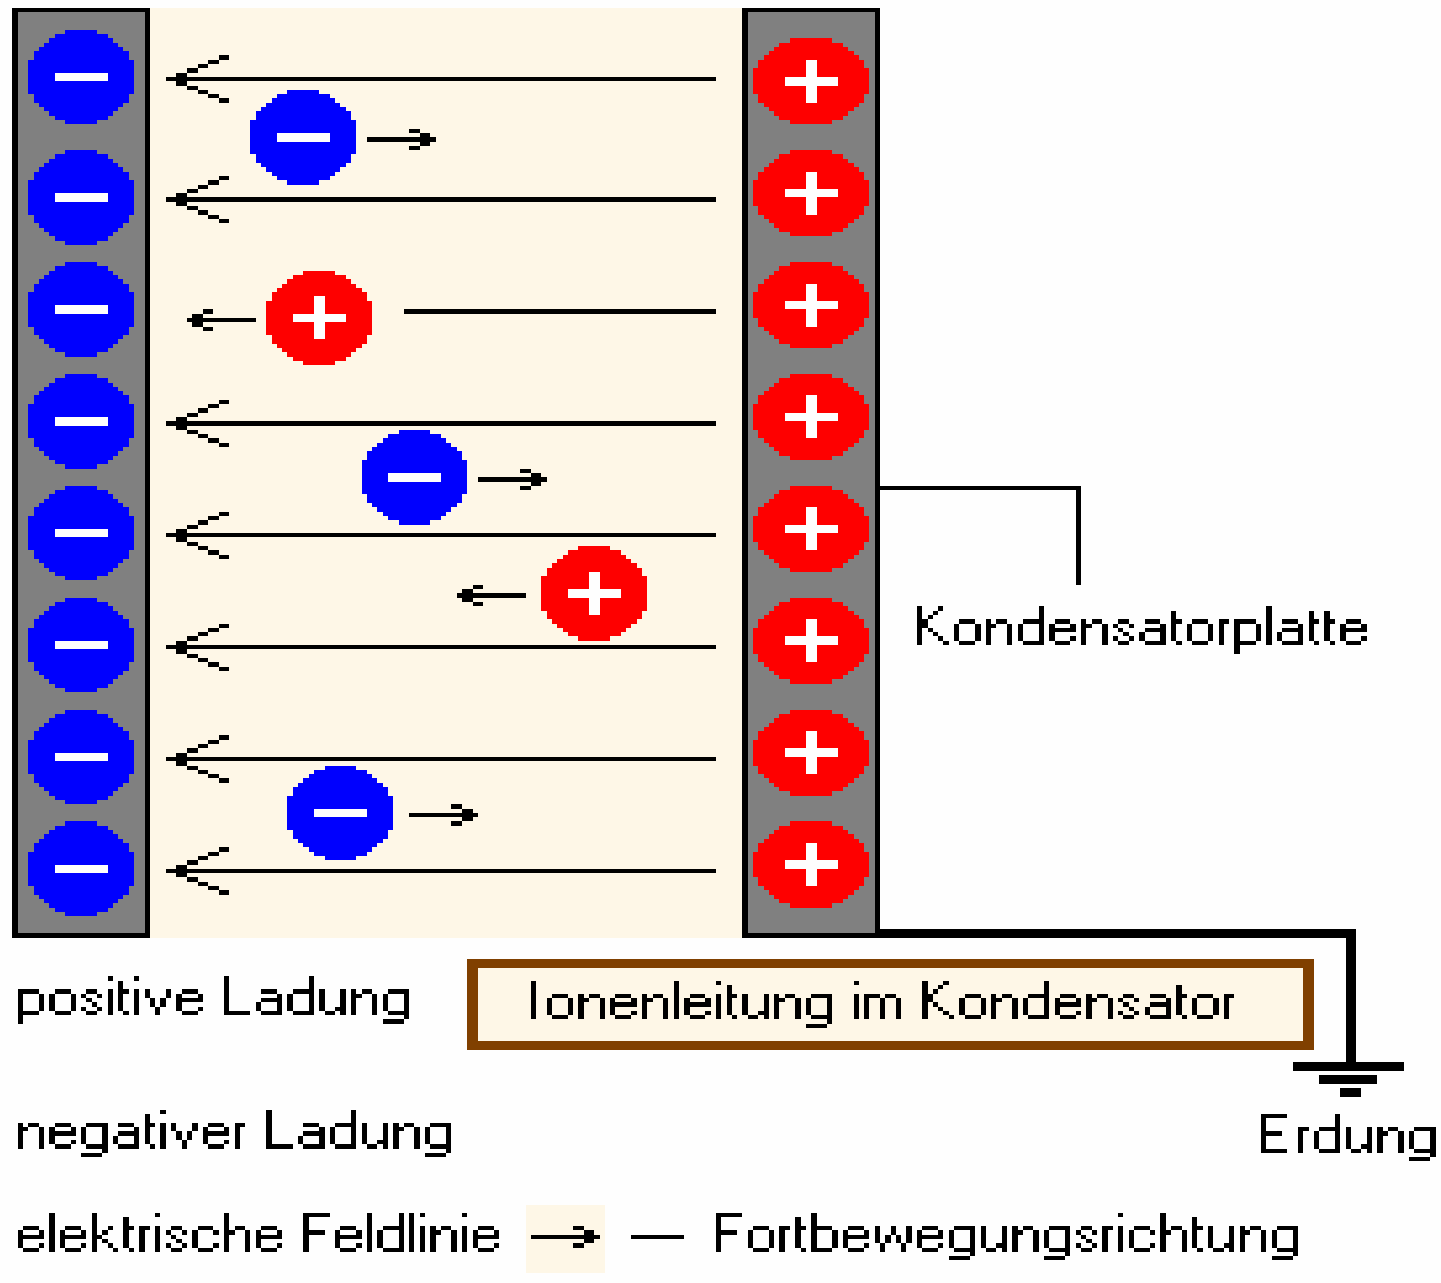 Kondensatorplatte
positive Ladung
Ionenleitung im Kondensator
negativer Ladung
Erdung
elektrische Feldlinie
Fortbewegungsrichtung